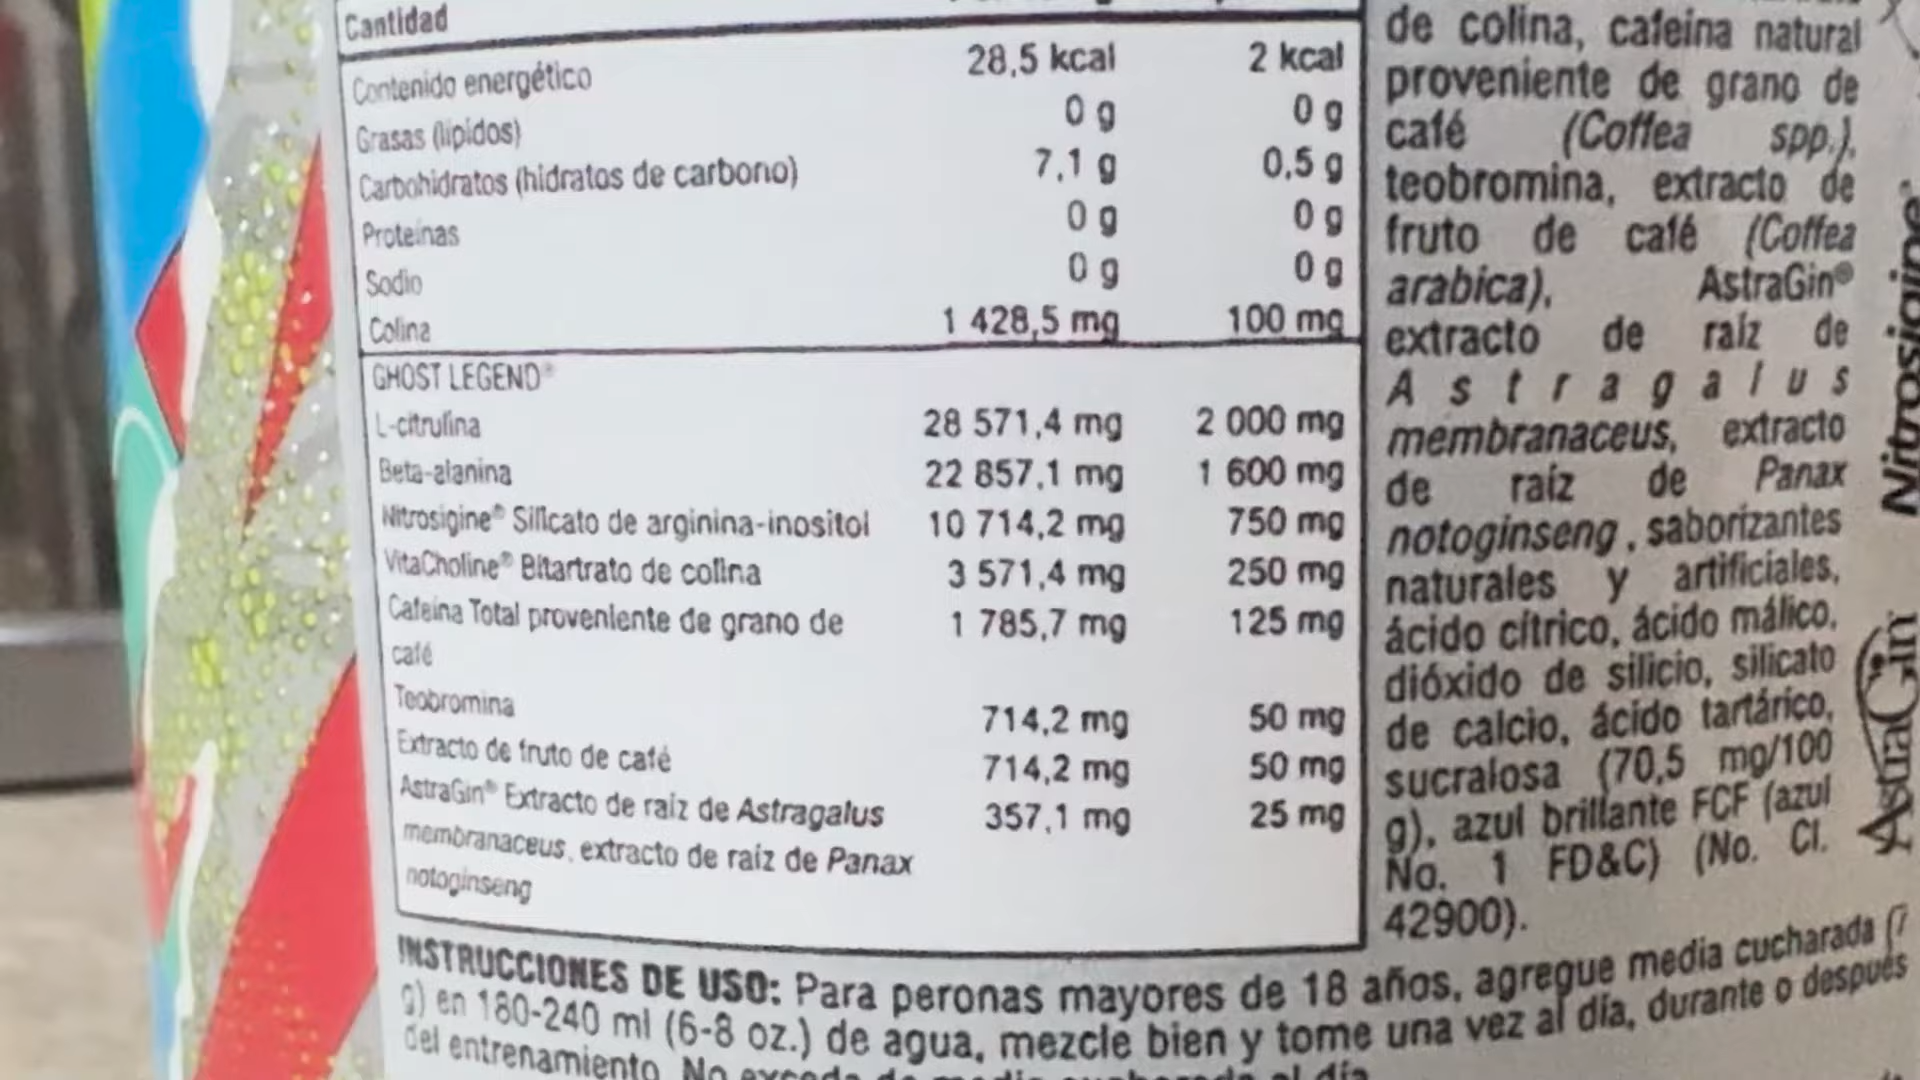 Cantidad
Contenido energético 28,5 kcal 2 kcal
Grasas (lípidos) 0 g 0 g
Carbohidratos (hidratos de carbono) 7,1 g 0,5 g
Proteínas 0 g 0 g
Sodio 0 g 0 g
Colina 1 428,5 mg 100 mg
GHOST LEGEND®
L-citrulina 28 571,4 mg 2 000 mg
Beta-alanina 22 857,1 mg 1 600 mg
Nitrosigine® Silicato de arginina-inositol 10 714,2 mg 750 mg
VitaCholine® Bitartrato de colina 3 571,4 mg 250 mg
Cafeína Total proveniente de grano de 1 785,7 mg 125 mg
café
Teobromina 714,2 mg 50 mg
Extracto de fruto de café 714,2 mg 50 mg
AstraGin® Extracto de raíz de Astragalus 357,1 mg 25 mg
membranaceus, extracto de raíz de Panax
notoginseng
de colina, cafeína natural
proveniente de grano de
café (Coffea spp.),
teobromina, extracto de
fruto de café (Coffea
arabica), AstraGin®
extracto de raíz de
Astragalus
membranaceus, extracto
de raíz de Panax
notoginseng, saborizantes
naturales y artificiales,
ácido cítrico, ácido málico,
dióxido de silicio, silicato
de calcio, ácido tartárico,
sucralosa (70,5 mg/100
g), azul brillante FCF (azul
No. 1 FD&C) (No. CI.
42900).
INSTRUCCIONES DE USO: Para peronas mayores de 18 años, agregue media cucharada (7
g) en 180-240 ml (6-8 oz.) de agua, mezcle bien y tome una vez al día, durante o después
del entrenamiento. No exceda de media cucharada al día
Nitrosigine®
AstraGin